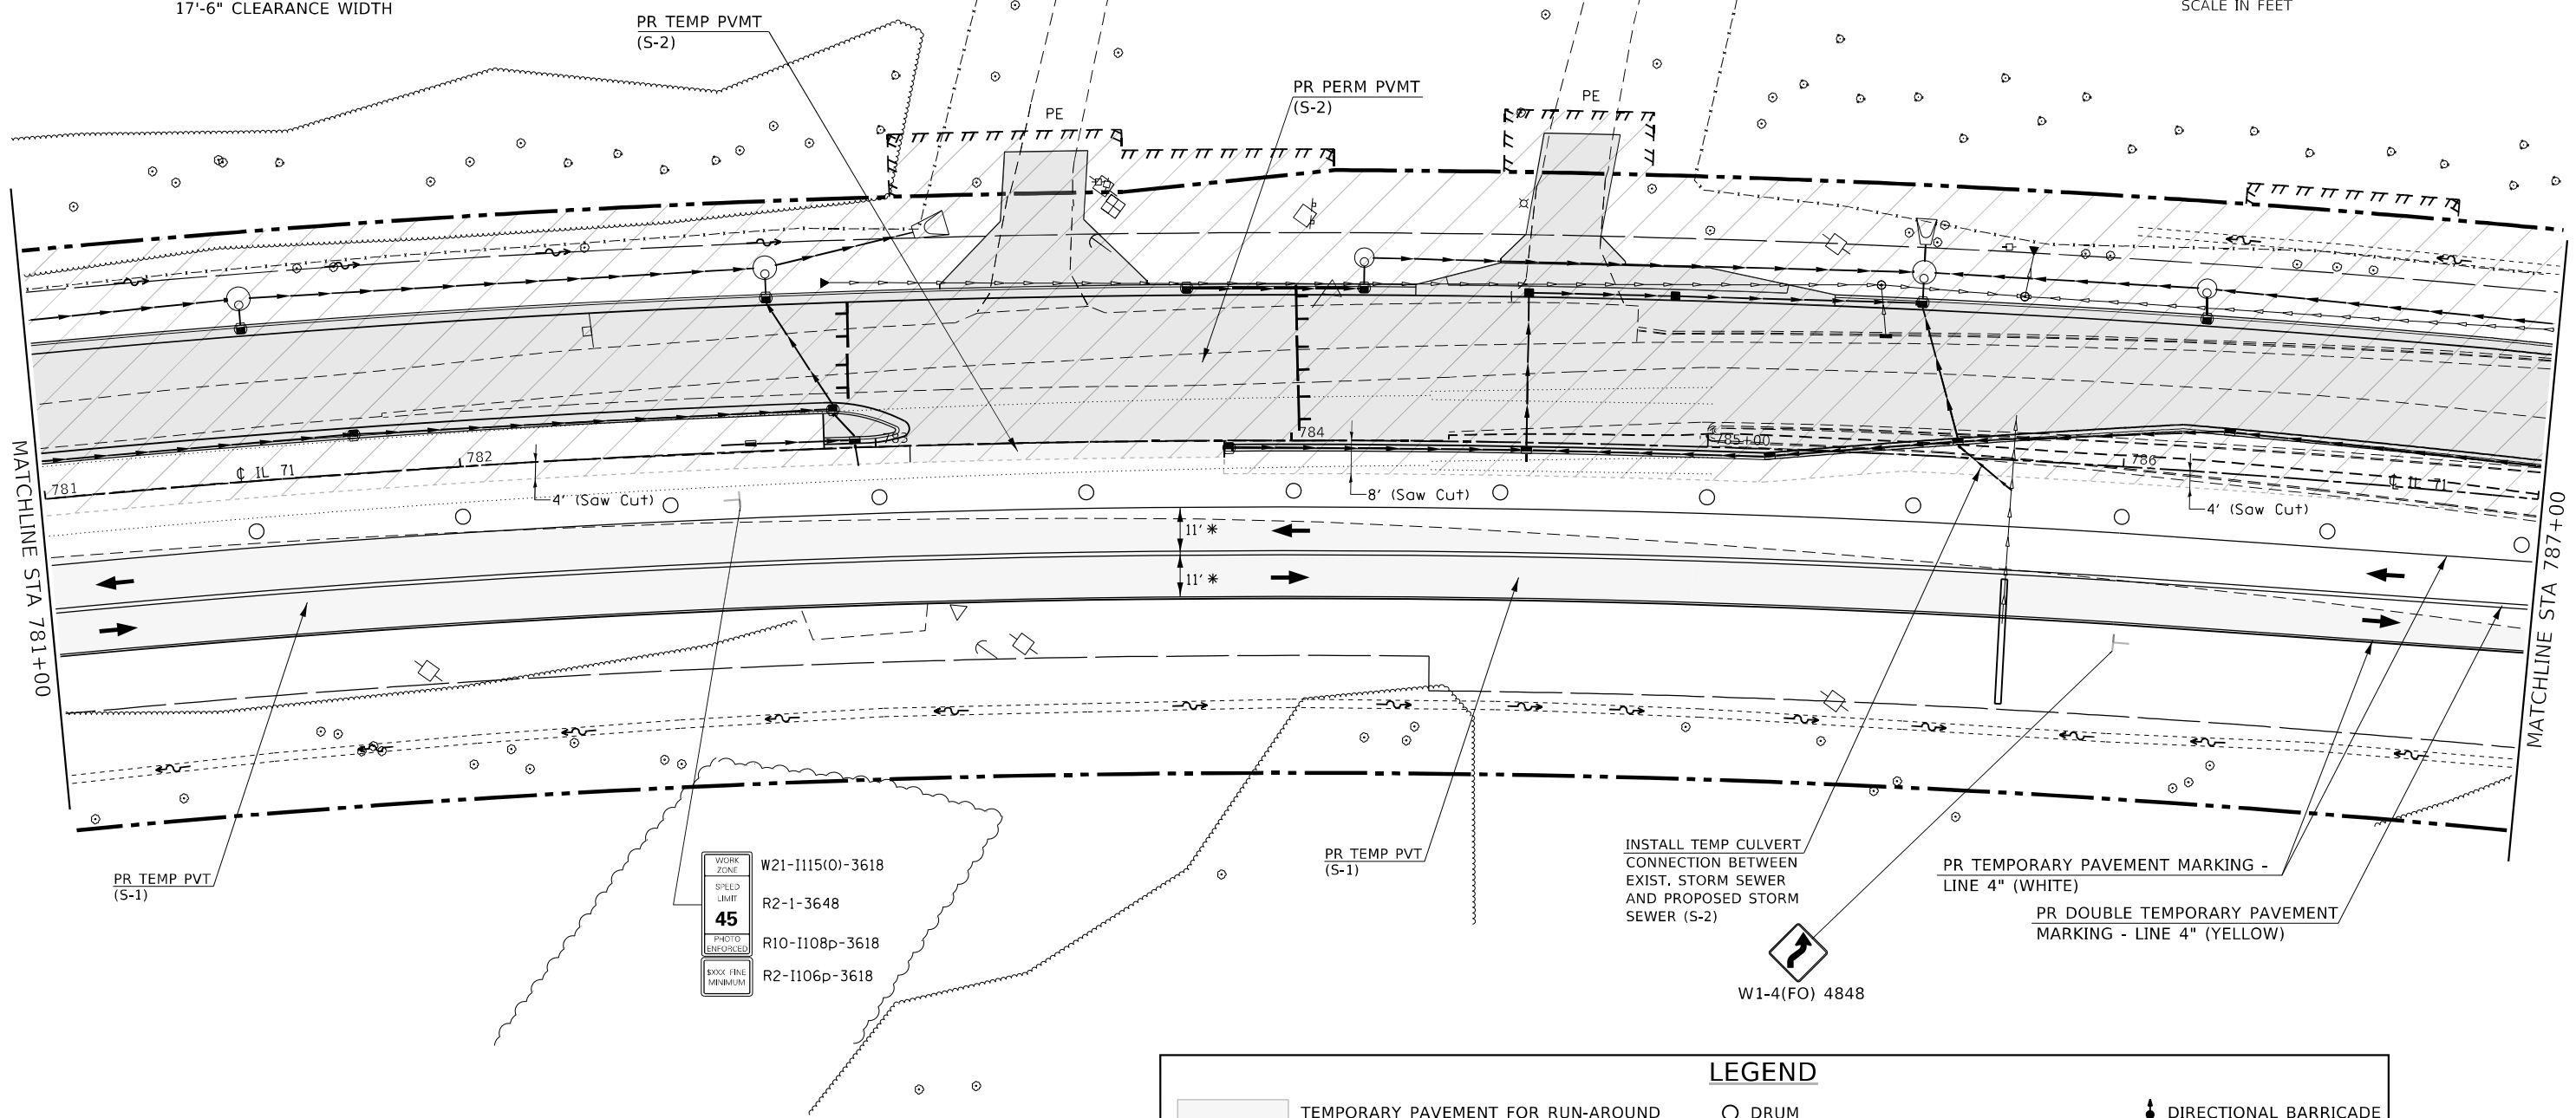 17'-6" CLEARANCE WIDTH
SCALE IN FEET
PR TEMP PVMT
(S-2)
PR PERM PVMT
(S-2)
PE
PE
MATCHLINE STA 781+00
781
℄ IL 71
782
783
784
785+00
786
℄ IL 71
MATCHLINE STA 787+00
4' (Saw Cut)
8' (Saw Cut)
4' (Saw Cut)
11' *
11' *
PR TEMP PVT
(S-1)
WORK
ZONE
SPEED
LIMIT
45
PHOTO
ENFORCED
$XXX FINE
MINIMUM
W21-I115(O)-3618
R2-1-3648
R10-I108p-3618
R2-I106p-3618
PR TEMP PVT
(S-1)
INSTALL TEMP CULVERT
CONNECTION BETWEEN
EXIST. STORM SEWER
AND PROPOSED STORM
SEWER (S-2)
W1-4(FO) 4848
PR TEMPORARY PAVEMENT MARKING -
LINE 4" (WHITE)
PR DOUBLE TEMPORARY PAVEMENT
MARKING - LINE 4" (YELLOW)
LEGEND
TEMPORARY PAVEMENT FOR RUN-AROUND
DRUM
DIRECTIONAL BARRICADE